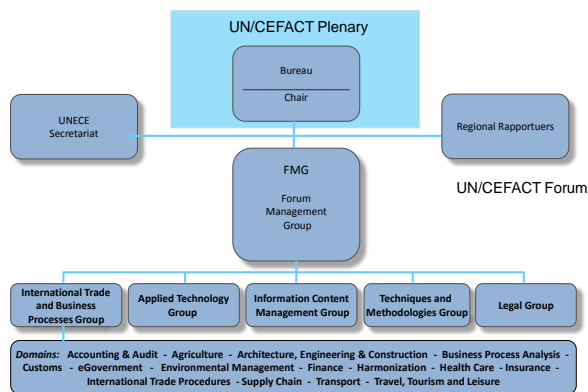 UN/CEFACT Plenary
Bureau
Chair
UNECE
Secretariat
Regional Rapportuers
FMG
Forum
Management
Group
UN/CEFACT Forum
International Trade
and Business
Processes Group
Applied Technology
Group
Information Content
Management Group
Techniques and
Methodologies Group
Legal Group
Domains: Accounting & Audit - Agriculture - Architecture, Engineering & Construction - Business Process Analysis -
Customs - eGovernment - Environmental Management - Finance - Harmonization - Health Care - Insurance -
International Trade Procedures - Supply Chain - Transport - Travel, Tourism and Leisure